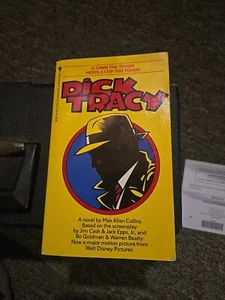 A TOWN THIS TOUGH
NEEDS A COP THIS TOUGH
DICK
TRACY
A novel by Max Allan Collins
Based on the screenplay
by Jim Cash & Jack Epps, Jr. and
Bo Goldman & Warren Beatty
Now a major motion picture from
Walt Disney Pictures